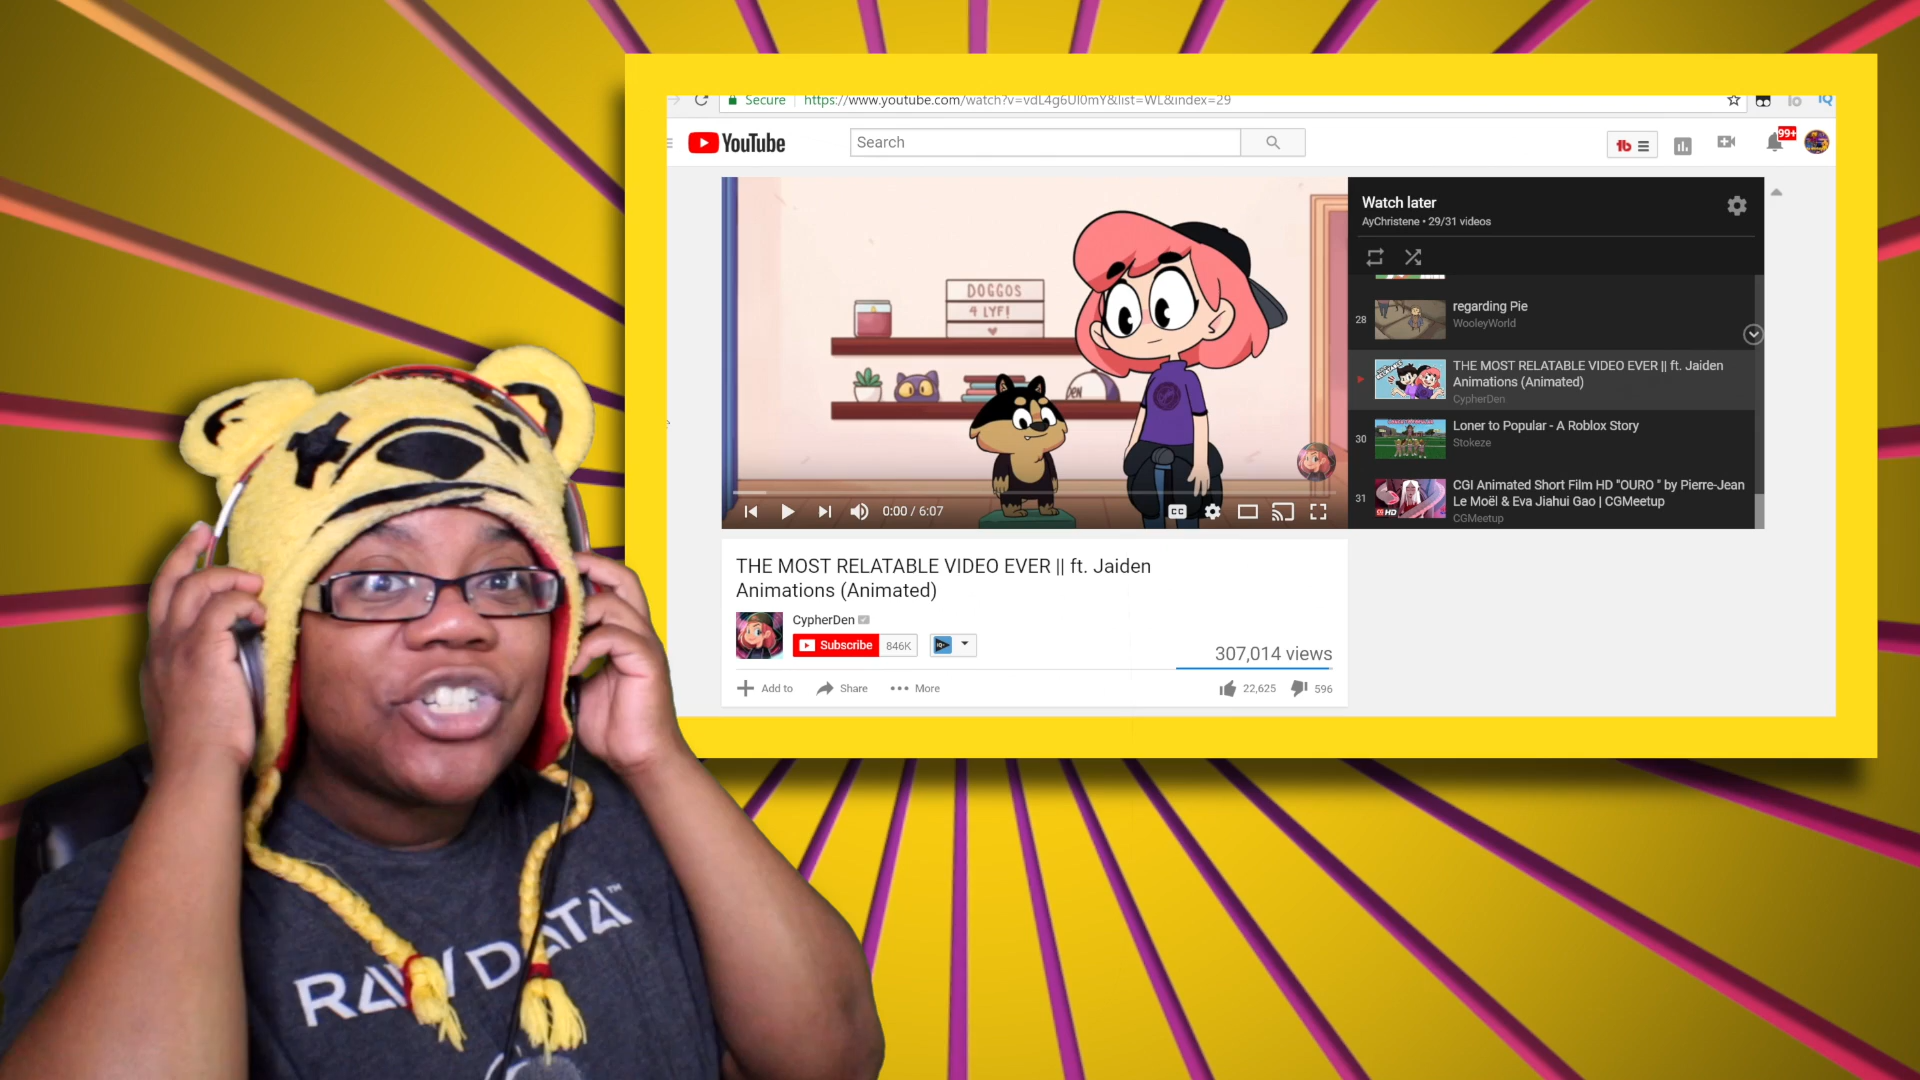 Secure https://www.youtube.com/watch?v=vdL4g6Ul0mY&list=WL&index=29
YouTube
Search
99+
DOGGOS
4 LYF!
0:00 / 6:07
CC
Watch later
AyChristene • 29/31 videos
28
regarding Pie
WooleyWorld
THE MOST RELATABLE VIDEO EVER || ft. Jaiden
Animations (Animated)
CypherDen
30
Loner to Popular - A Roblox Story
Stokeze
31
CGI Animated Short Film HD "OURO " by Pierre-Jean
Le Moël & Eva Jiahui Gao | CGMeetup
CGMeetup
THE MOST RELATABLE VIDEO EVER || ft. Jaiden
Animations (Animated)
CypherDen
Subscribe 846K
307,014 views
Add to Share More
22,625 596
RAW DATA™